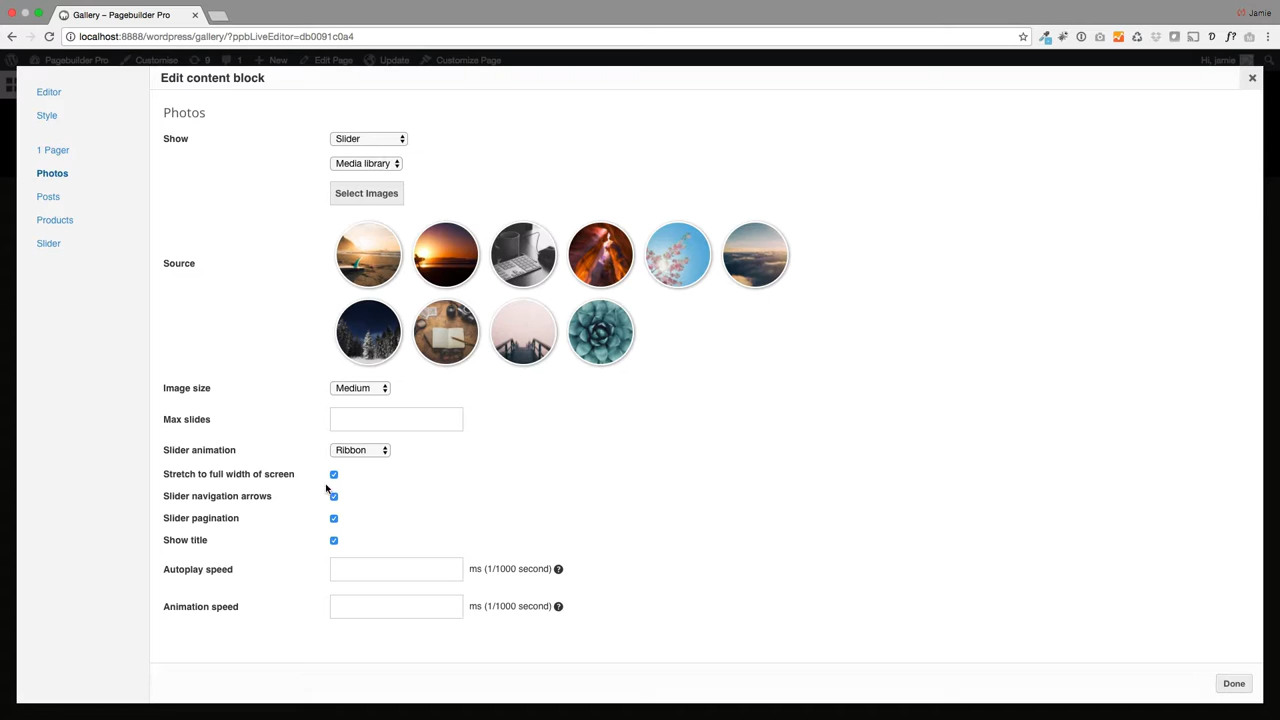 Gallery – Pagebuilder Pro
Jamie
localhost:8888/wordpress/gallery/?ppbLiveEditor=db0091c0a4
Pagebuilder Pro Customise 9 1 New Edit Page Update Customize Page Hi, jamie
Edit content block
Editor
Style
1 Pager
Photos
Posts
Products
Slider
Photos
Show Slider
Media library
Select Images
Source
Image size Medium
Max slides
Slider animation Ribbon
Stretch to full width of screen
Slider navigation arrows
Slider pagination
Show title
Autoplay speed ms (1/1000 second) ?
Animation speed ms (1/1000 second) ?
Done